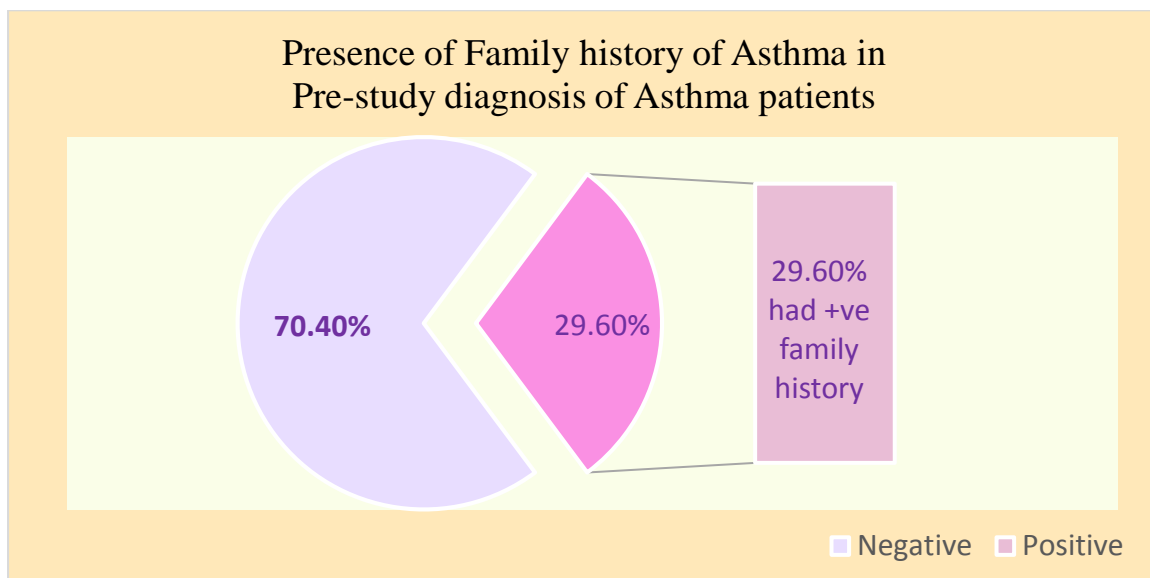 Presence of Family history of Asthma in
Pre-study diagnosis of Asthma patients
70.40%
29.60%
29.60%
had +ve
family
history
Negative
Positive